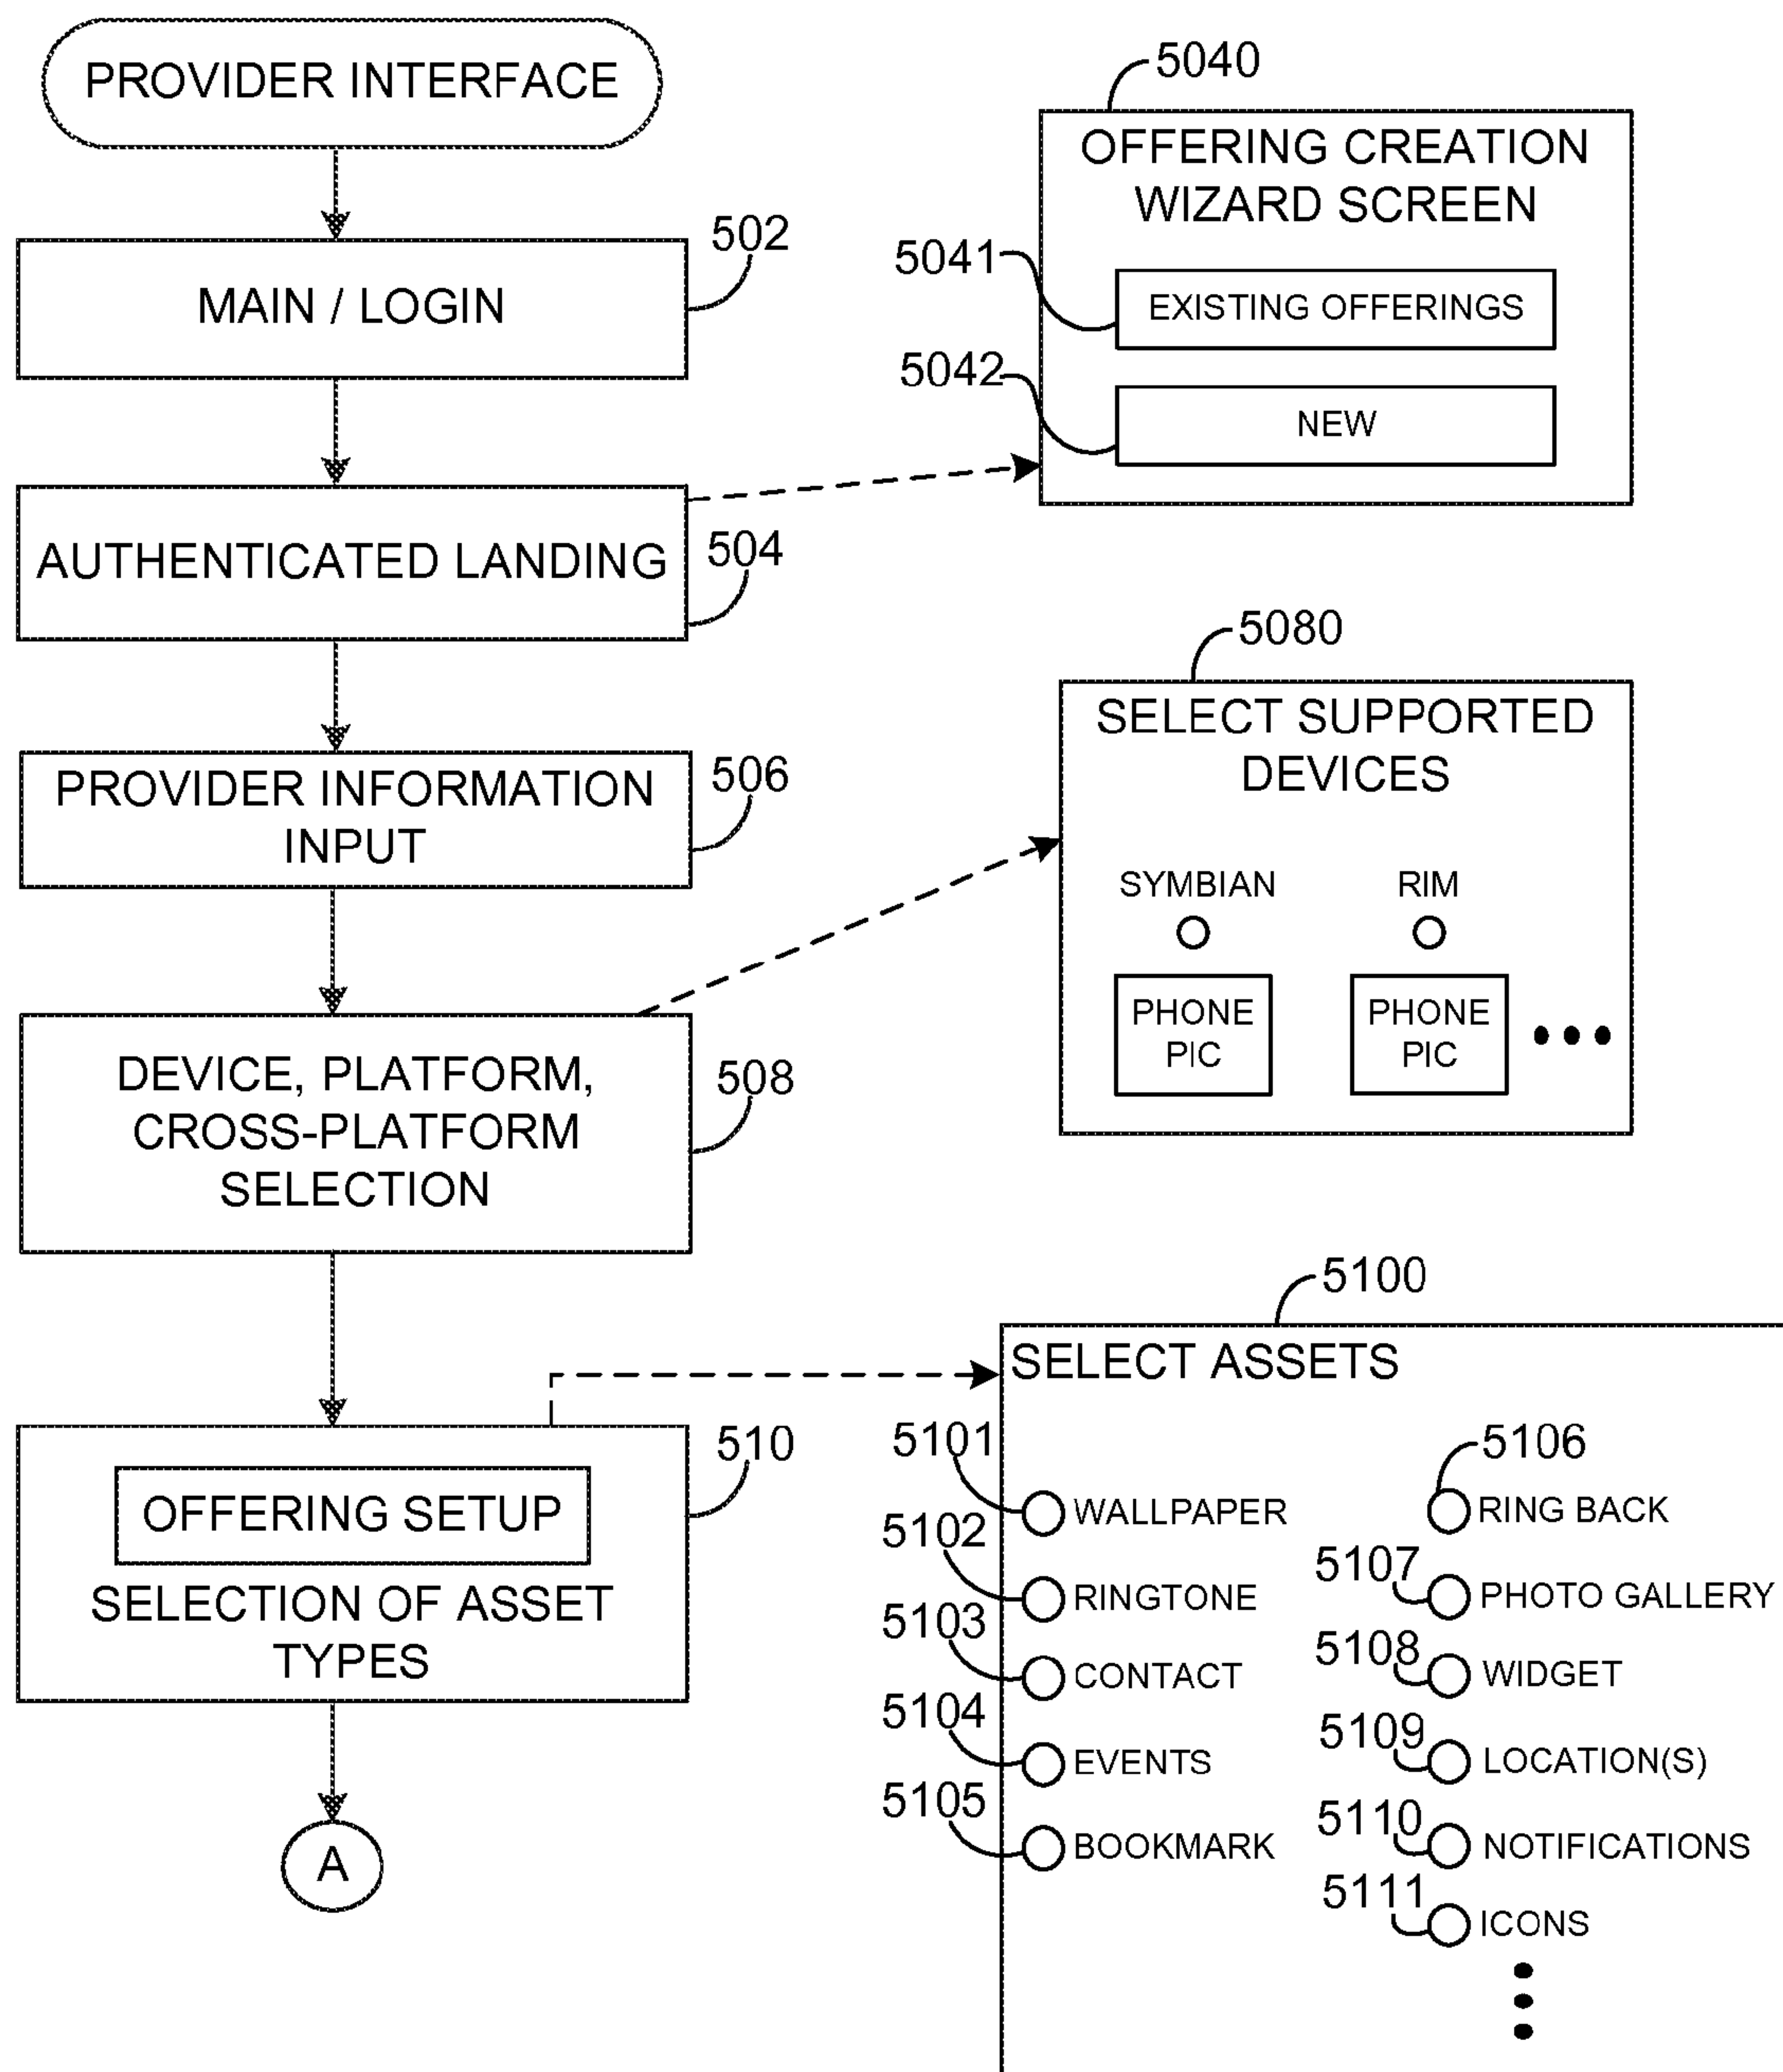 PROVIDER INTERFACE
502
MAIN / LOGIN
504
AUTHENTICATED LANDING
506
PROVIDER INFORMATION
INPUT
508
DEVICE, PLATFORM,
CROSS-PLATFORM
SELECTION
510
OFFERING SETUP
SELECTION OF ASSET
TYPES
A
5040
OFFERING CREATION
WIZARD SCREEN
5041
EXISTING OFFERINGS
5042
NEW
5080
SELECT SUPPORTED
DEVICES
SYMBIAN
RIM
PHONE
PIC
PHONE
PIC
5100
SELECT ASSETS
5101
WALLPAPER
5102
RINGTONE
5103
CONTACT
5104
EVENTS
5105
BOOKMARK
5106
RING BACK
5107
PHOTO GALLERY
5108
WIDGET
5109
LOCATION(S)
5110
NOTIFICATIONS
5111
ICONS